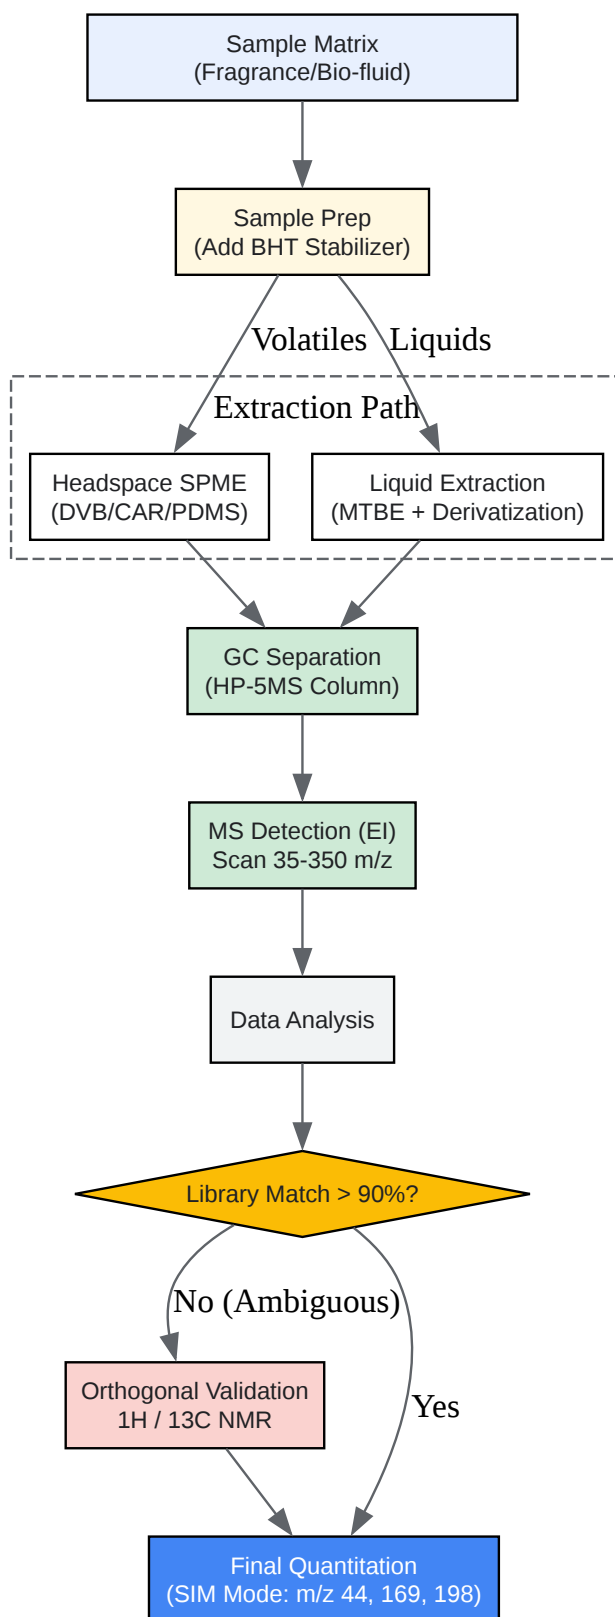 Sample Matrix
(Fragrance/Bio-fluid)
Sample Prep
(Add BHT Stabilizer)
Volatiles
Liquids
Extraction Path
Headspace SPME
(DVB/CAR/PDMS)
Liquid Extraction
(MTBE + Derivatization)
GC Separation
(HP-5MS Column)
MS Detection (EI)
Scan 35-350 m/z
Data Analysis
Library Match > 90%?
No (Ambiguous)
Orthogonal Validation
1H / 13C NMR
Yes
Final Quantitation
(SIM Mode: m/z 44, 169, 198)